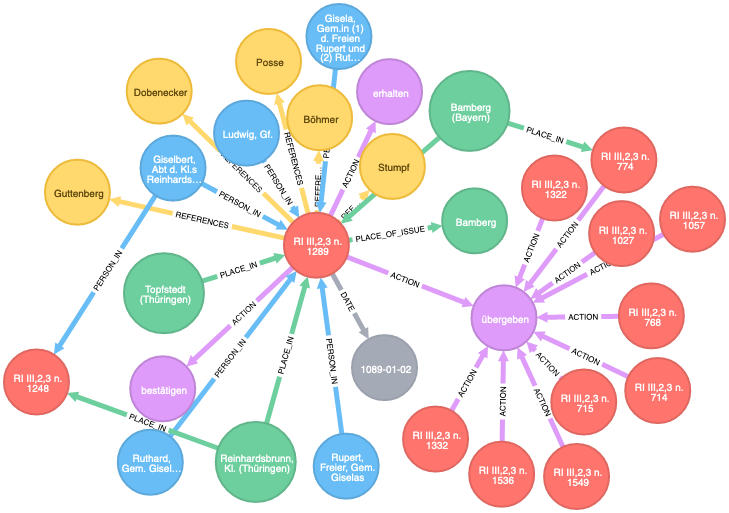 Gisela,
Gem.in (1)
d. Freien
Rupert und
(2) Rut…
Posse
Dobenecker
erhalten
Böhmer
Bamberg
(Bayern)
Ludwig, Gf.
Stumpf
Giselbert,
Abt d. Kl.s
Reinhards…
Guttenberg
REFERENCES
REFERENCES
REFERENCES
REFERE…
REF…
PE…
PERSON_IN
PERSON_IN
ACTION
PLACE_IN
RI III,2,3 n.
774
RI III,2,3 n.
1322
RI III,2,3 n.
1027
RI III,2,3 n.
1057
RI III,2,3 n.
1289
PLACE_OF_ISSUE
Bamberg
ACTION
ACTION
ACTION
ACTION
ACTION
PERSON_IN
Topfstedt
(Thüringen)
PLACE_IN
DATE
übergeben
ACTION
RI III,2,3 n.
768
ACTION
PERSON_IN
PLACE_IN
PERSON_IN
1089-01-02
RI III,2,3 n.
1248
bestätigen
ACTION
ACTION
ACTION
ACTION
ACTION
RI III,2,3 n.
714
RI III,2,3 n.
715
PLACE_IN
RI III,2,3 n.
1332
Ruthard,
Gem. Gisel…
Reinhardsbrunn,
Kl. (Thüringen)
Rupert,
Freier, Gem.
Giselas
RI III,2,3 n.
1536
RI III,2,3 n.
1549